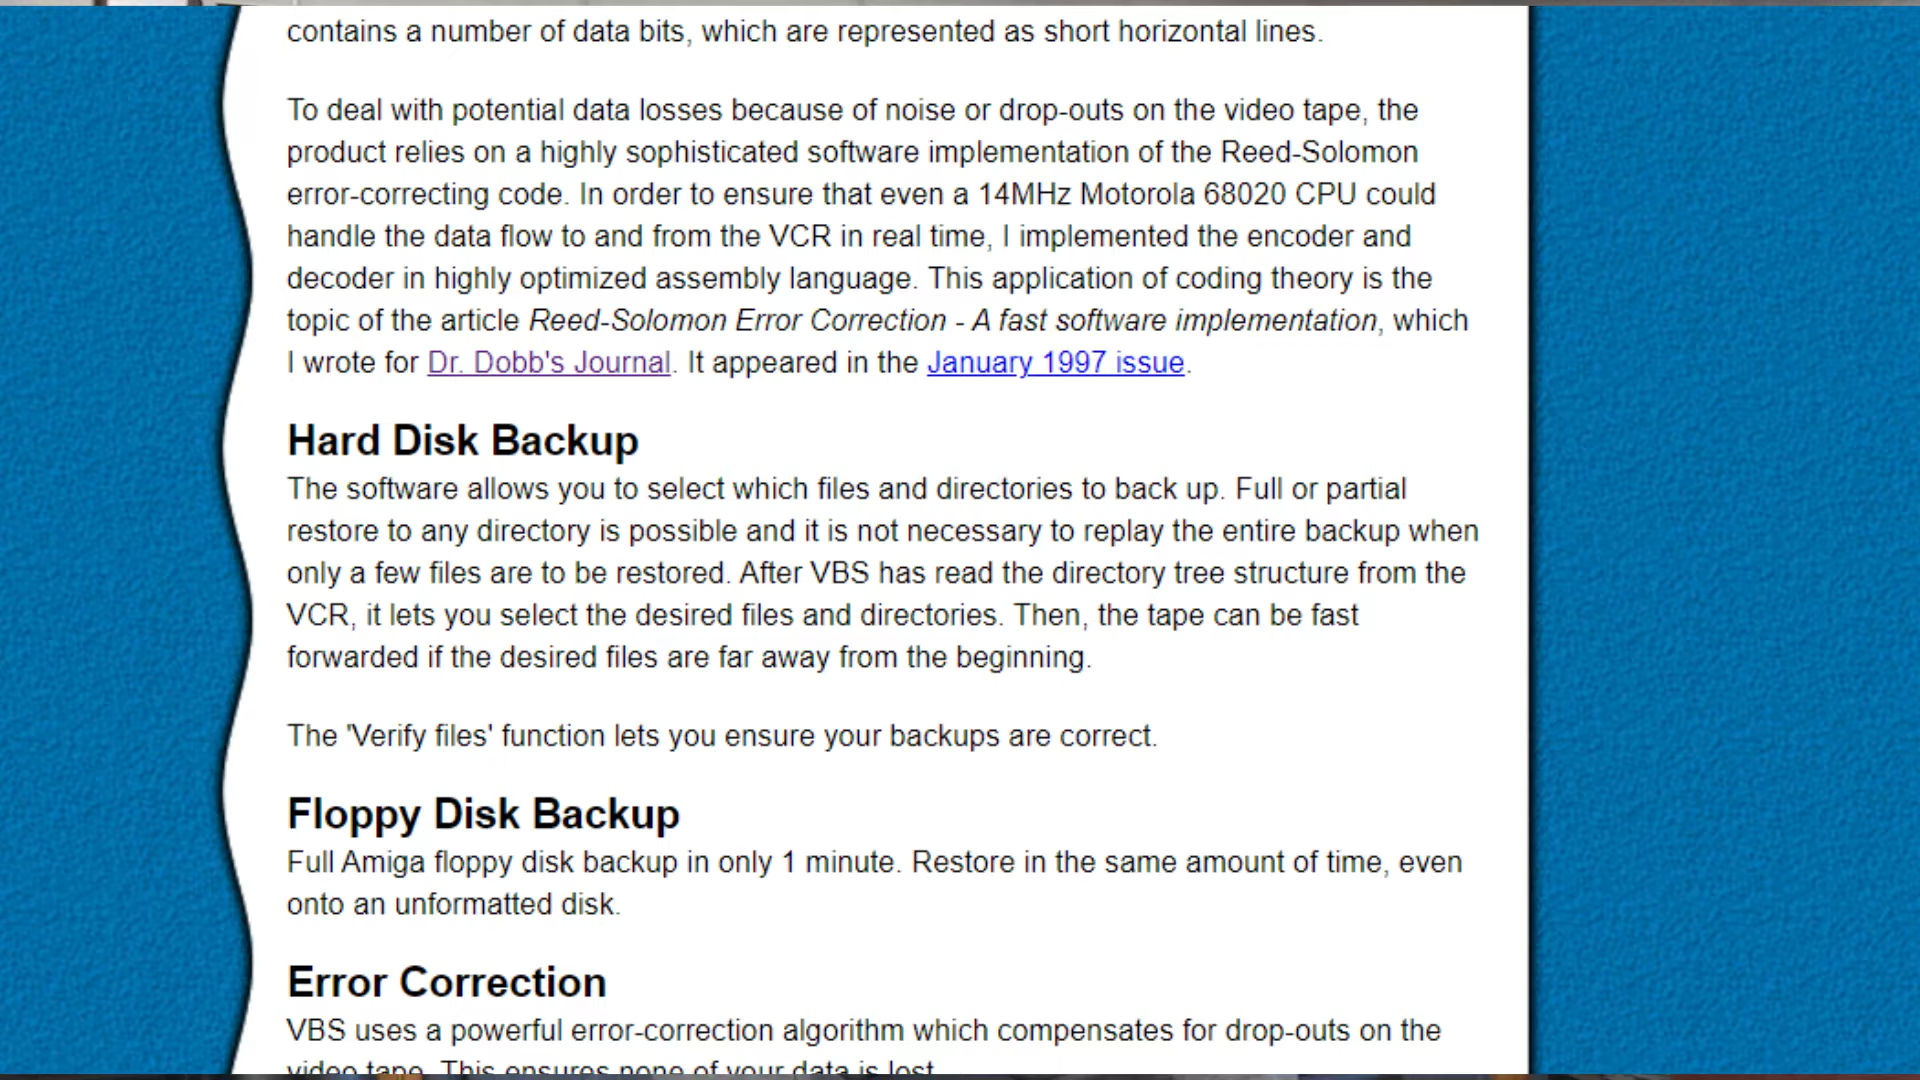 contains a number of data bits, which are represented as short horizontal lines.
To deal with potential data losses because of noise or drop-outs on the video tape, the
product relies on a highly sophisticated software implementation of the Reed-Solomon
error-correcting code. In order to ensure that even a 14MHz Motorola 68020 CPU could
handle the data flow to and from the VCR in real time, I implemented the encoder and
decoder in highly optimized assembly language. This application of coding theory is the
topic of the article Reed-Solomon Error Correction - A fast software implementation, which
I wrote for Dr. Dobb's Journal. It appeared in the January 1997 issue.
Hard Disk Backup
The software allows you to select which files and directories to back up. Full or partial
restore to any directory is possible and it is not necessary to replay the entire backup when
only a few files are to be restored. After VBS has read the directory tree structure from the
VCR, it lets you select the desired files and directories. Then, the tape can be fast
forwarded if the desired files are far away from the beginning.
The 'Verify files' function lets you ensure your backups are correct.
Floppy Disk Backup
Full Amiga floppy disk backup in only 1 minute. Restore in the same amount of time, even
onto an unformatted disk.
Error Correction
VBS uses a powerful error-correction algorithm which compensates for drop-outs on the
video tape. This ensures none of your data is lost.